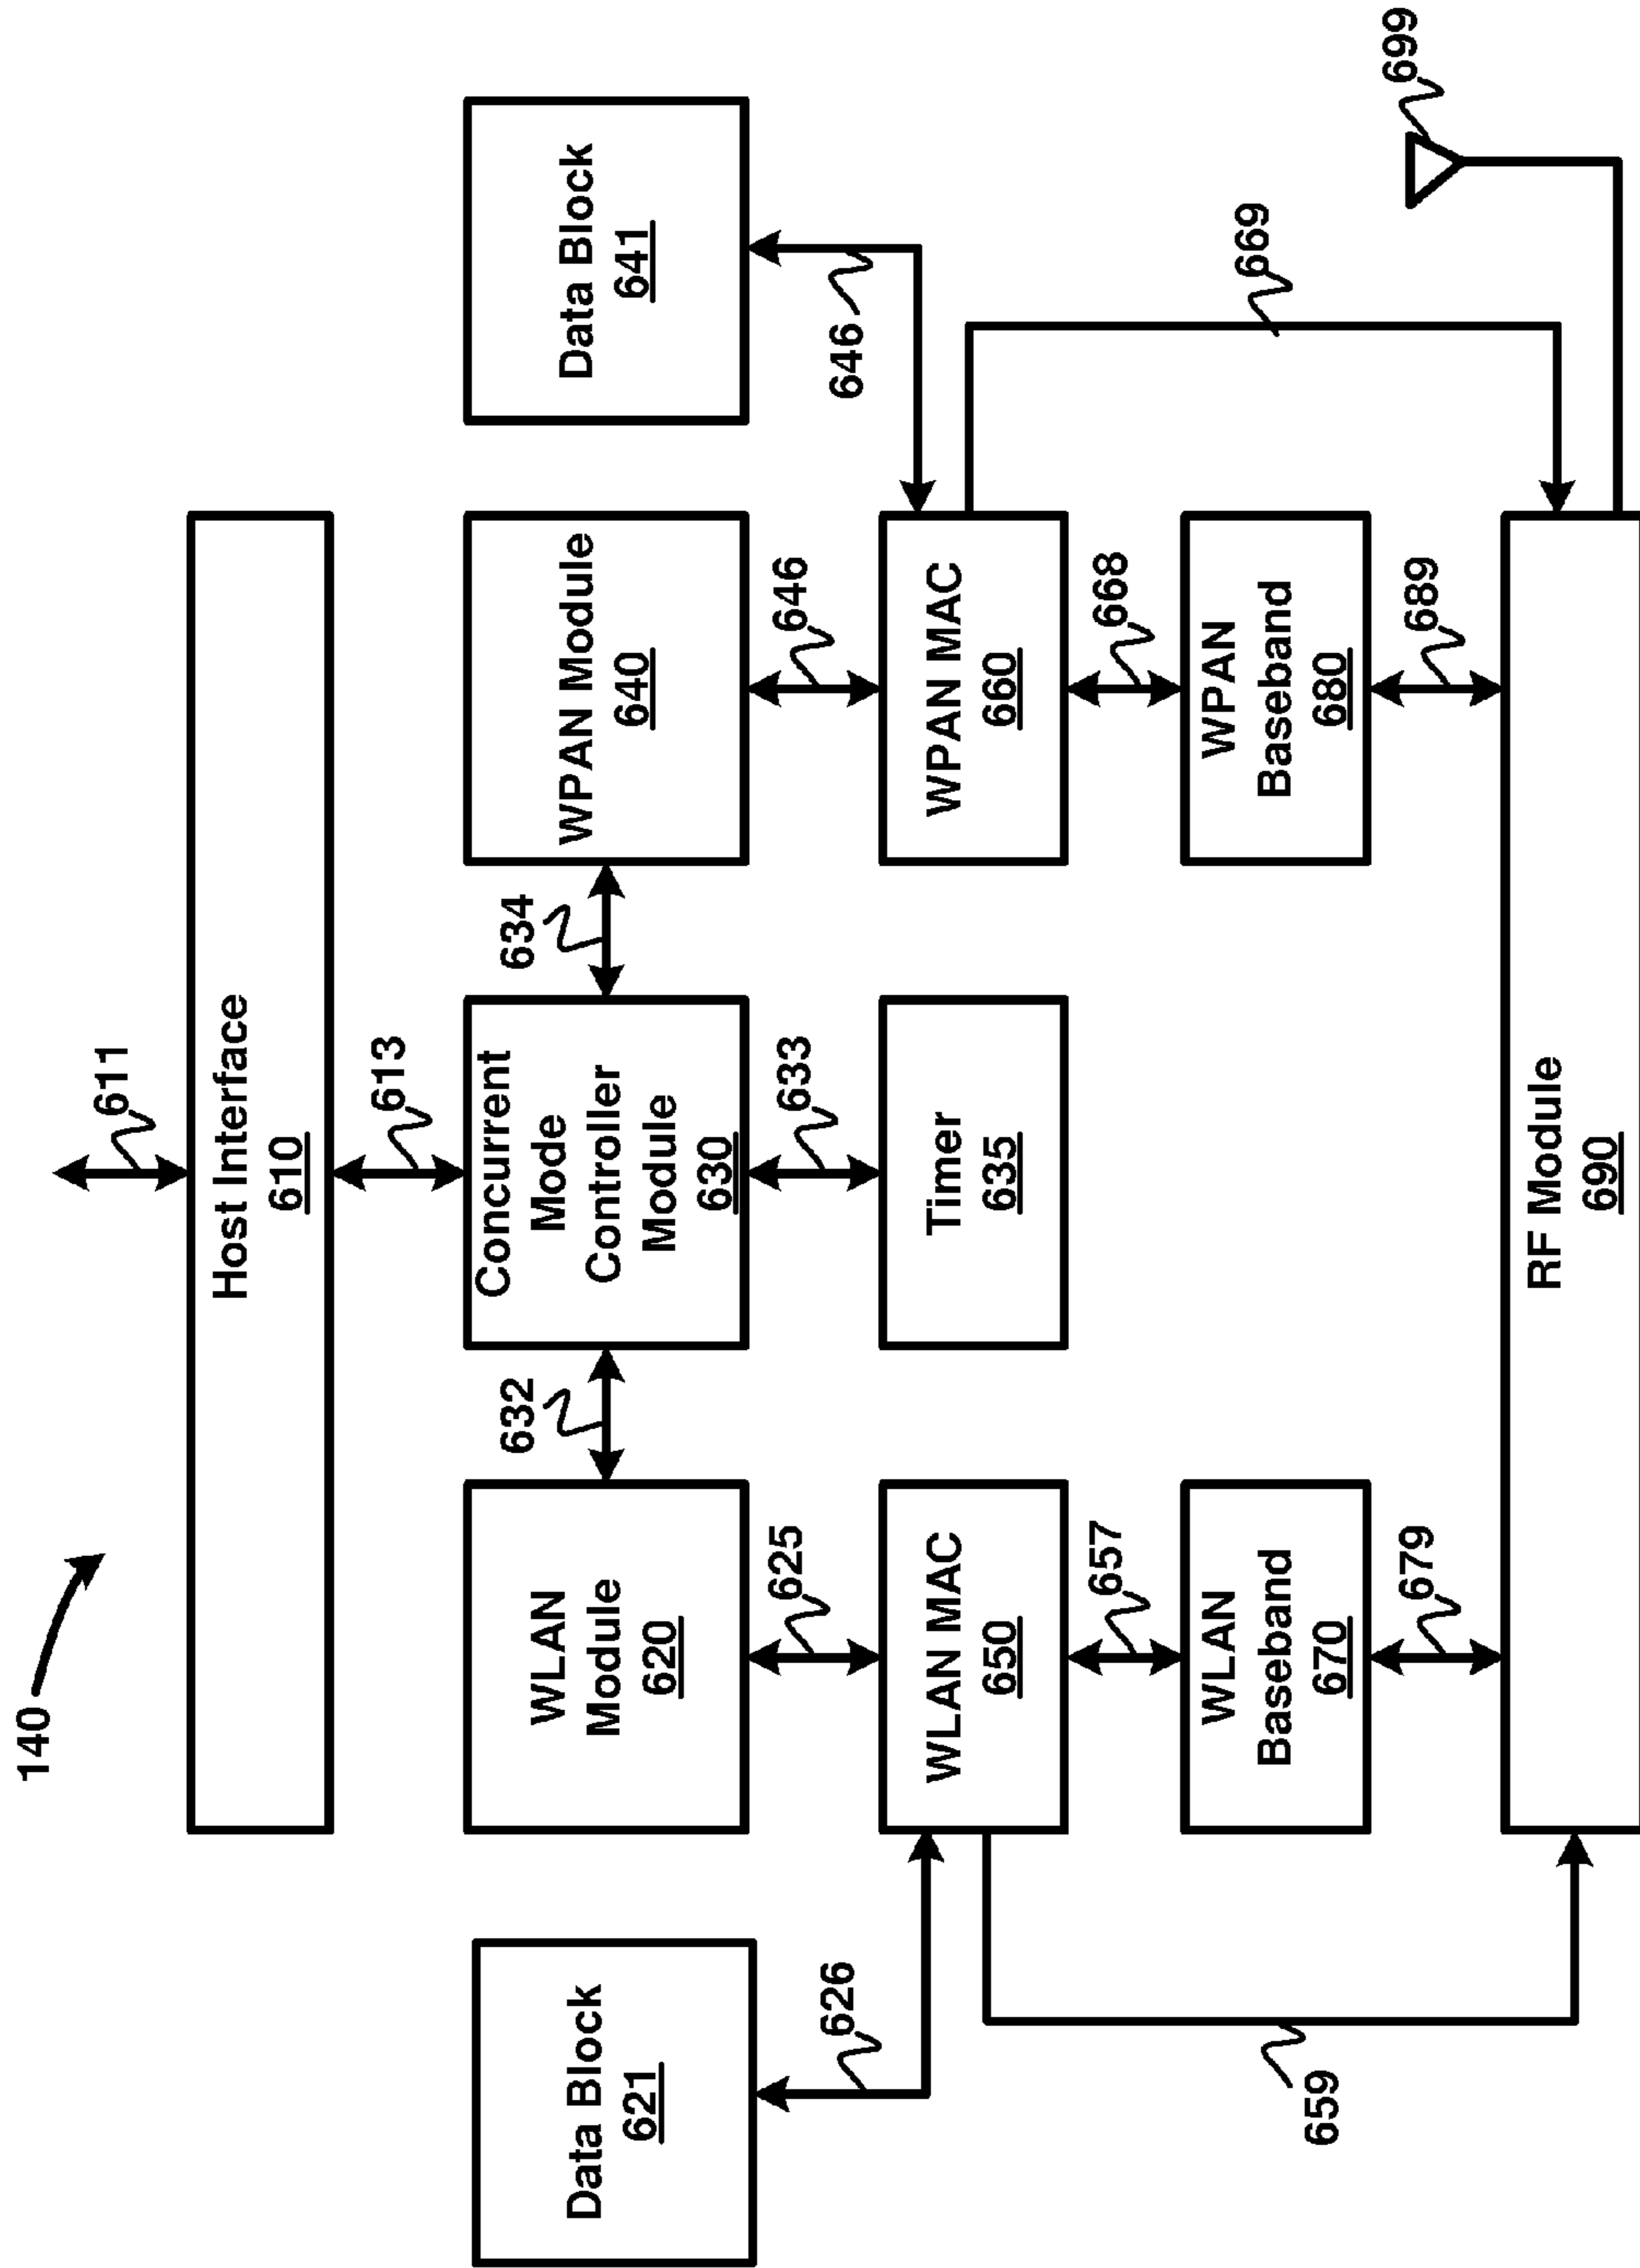 140
611
Host Interface
610
613
WLAN
Module
620
632
Concurrent
Mode
Controller
Module
630
634
WPAN Module
640
Data Block
621
Data Block
641
625
633
646
626
646
WLAN MAC
650
Timer
635
WPAN MAC
660
657
668
669
WLAN
Baseband
670
WPAN
Baseband
680
659
679
689
699
RF Module
690